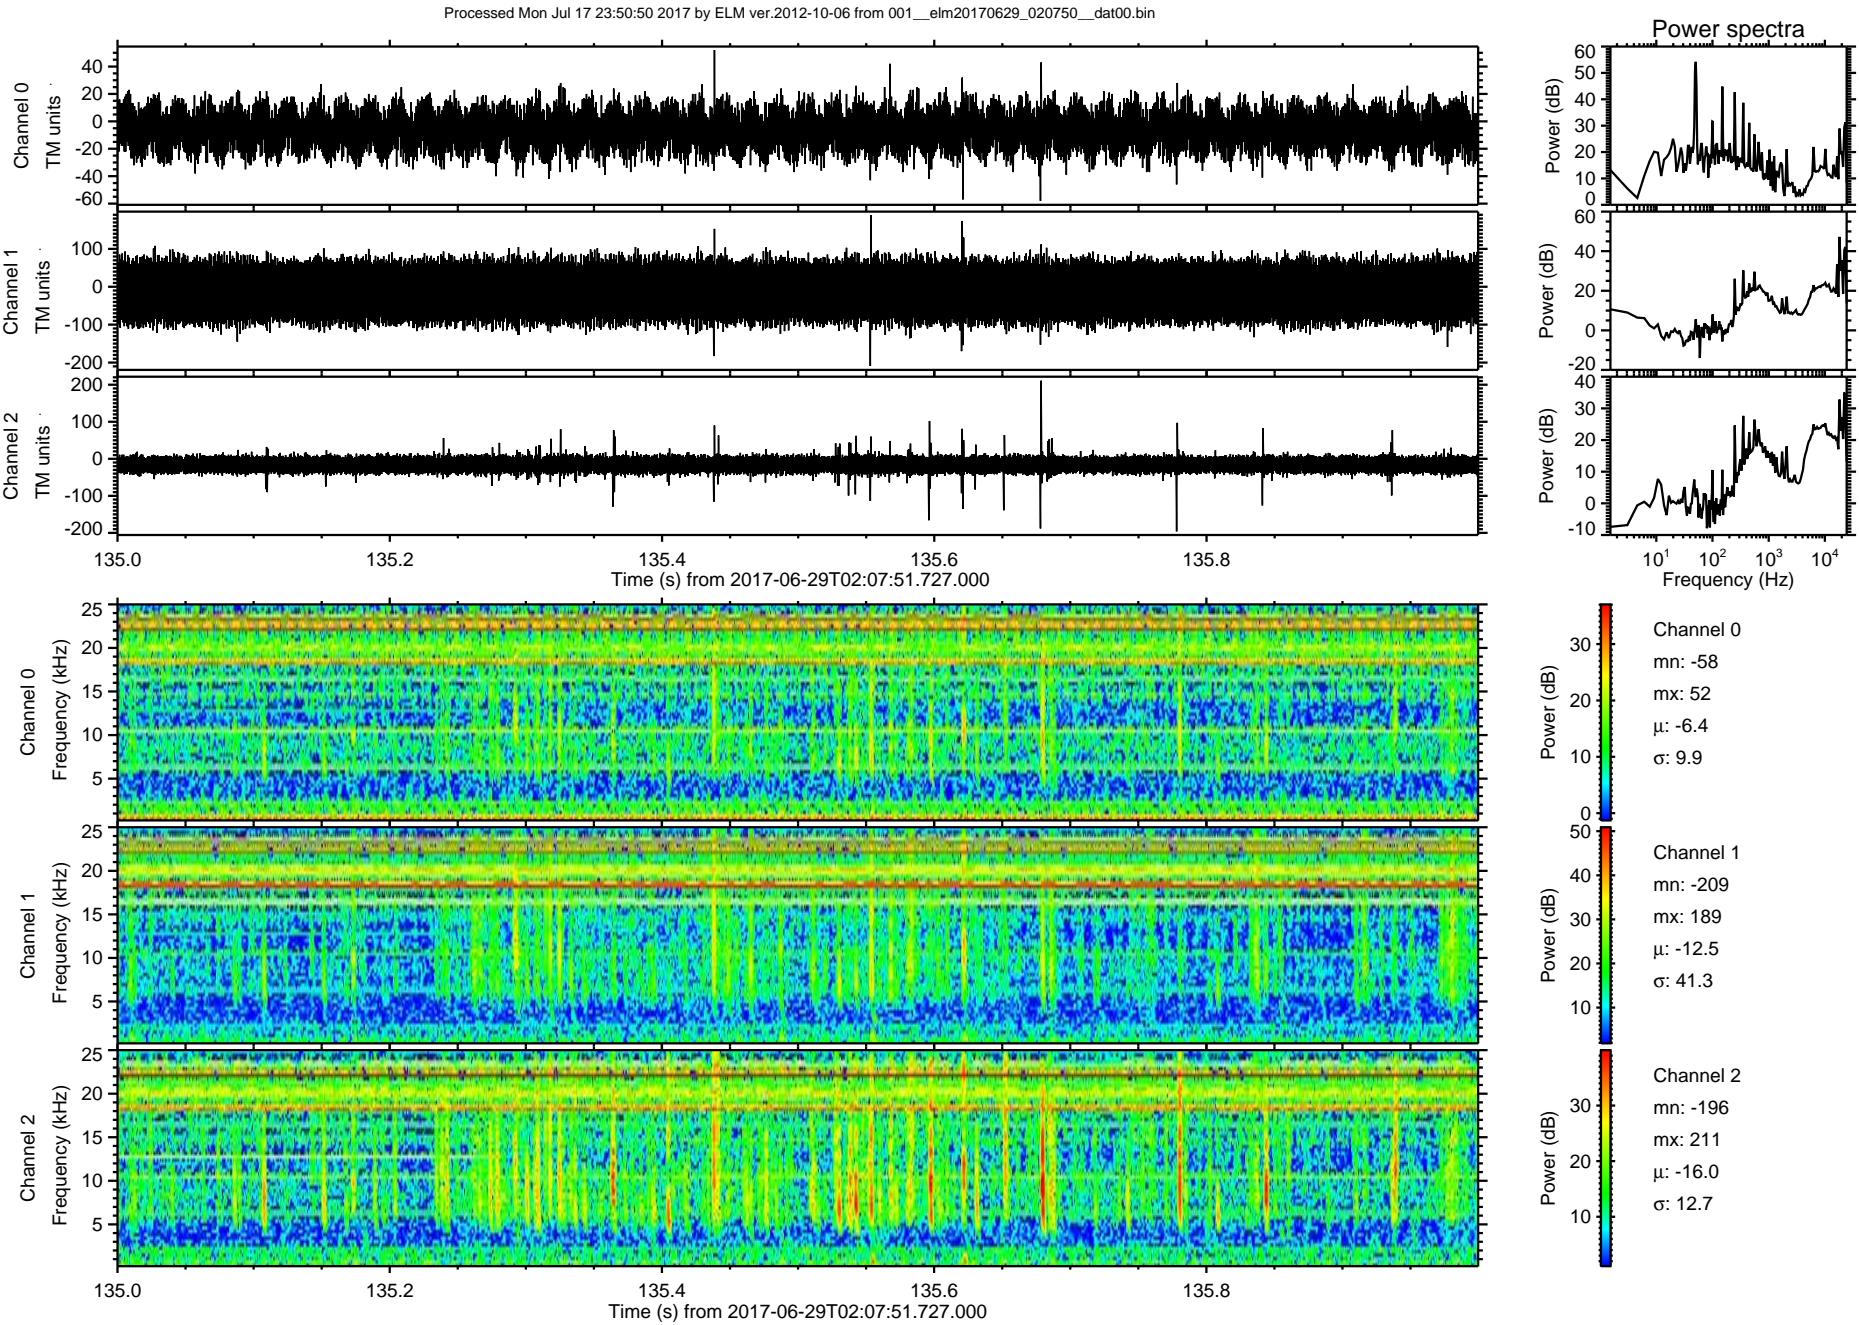 Processed Mon Jul 17 23:50:50 2017 by ELM ver.2012-10-06 from 001__elm20170629_020750__dat00.bin
Power spectra
Channel 0
TM units
40
20
0
-20
-40
-60
Power (dB)
60
50
40
30
20
10
0
Channel 1
TM units
100
0
-100
-200
Power (dB)
60
40
20
0
-20
Channel 2
TM units
200
100
0
-100
-200
Power (dB)
40
30
20
10
0
-10
135.0 135.2 135.4 135.6 135.8
Time (s) from 2017-06-29T02:07:51.727.000
10^1 10^2 10^3 10^4
Frequency (Hz)
Channel 0
Frequency (kHz)
25
20
15
10
5
Power (dB)
30
20
10
0
Channel 0
mn: -58
mx: 52
μ: -6.4
σ: 9.9
Channel 1
Frequency (kHz)
25
20
15
10
5
Power (dB)
50
40
30
20
10
Channel 1
mn: -209
mx: 189
μ: -12.5
σ: 41.3
Channel 2
Frequency (kHz)
25
20
15
10
5
Power (dB)
30
20
10
Channel 2
mn: -196
mx: 211
μ: -16.0
σ: 12.7
135.0 135.2 135.4 135.6 135.8
Time (s) from 2017-06-29T02:07:51.727.000